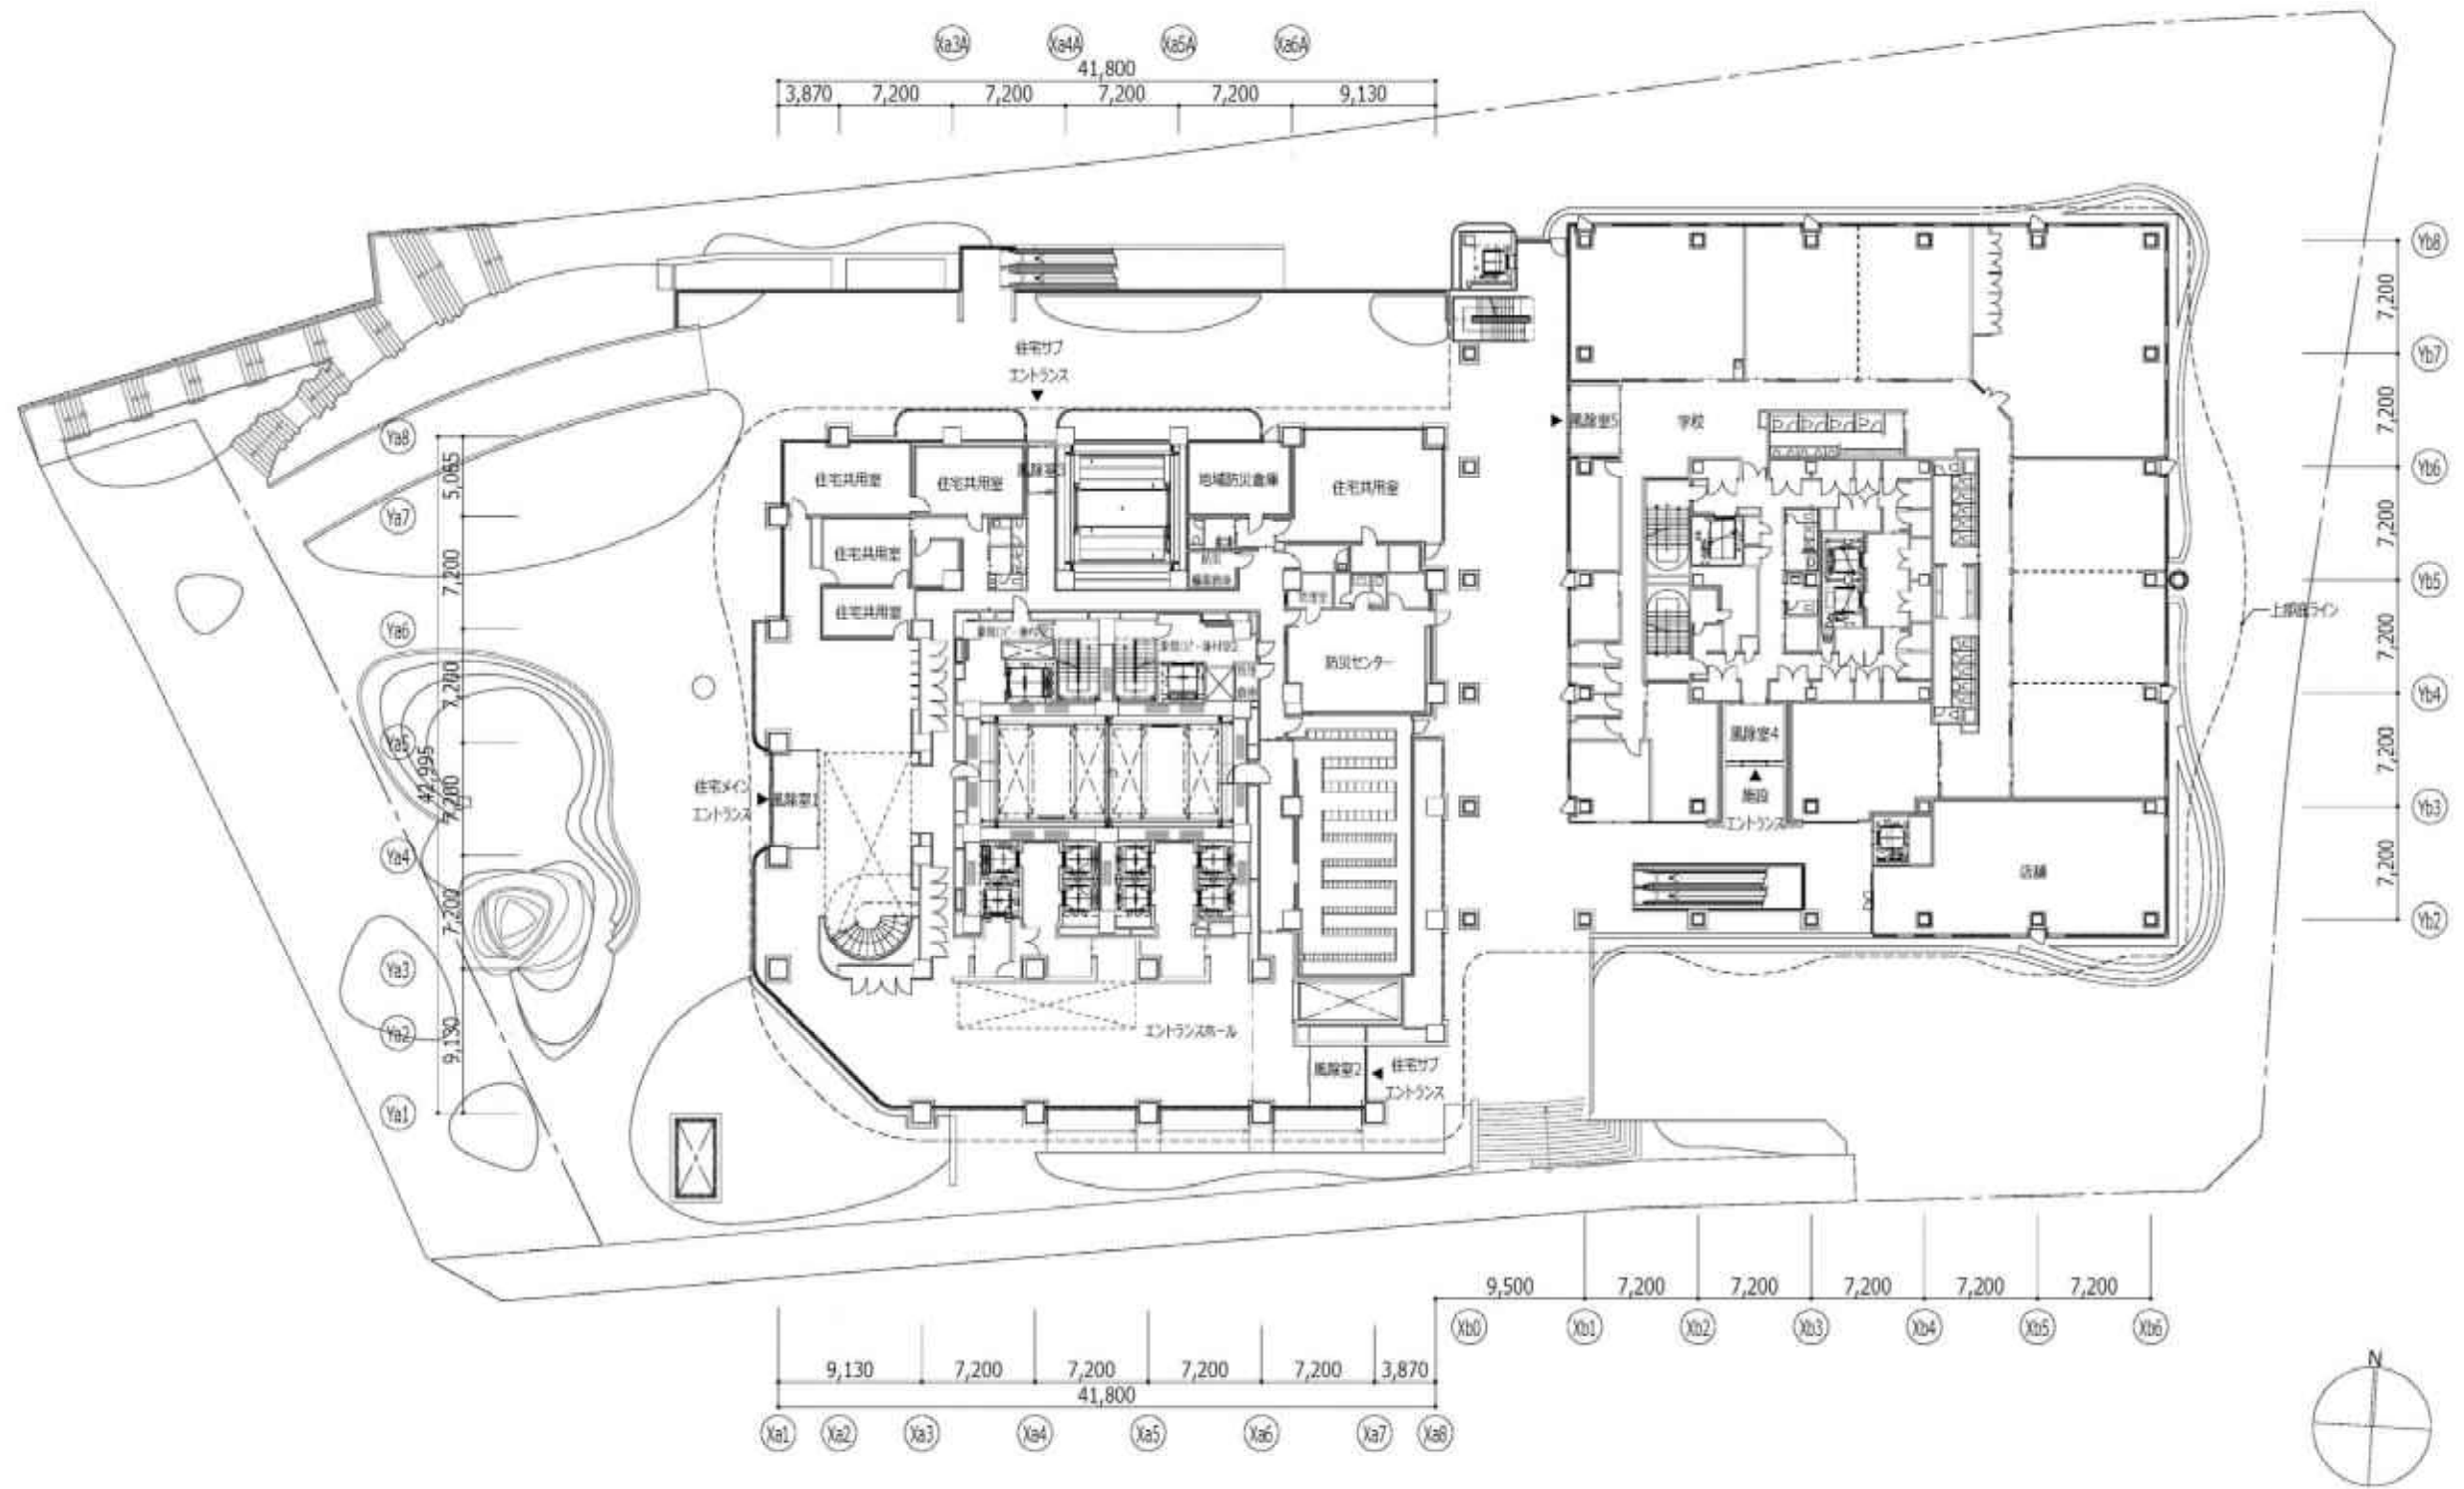 Xa3A
Xa4A
Xa5A
Xa6A
41,800
3,870
7,200
7,200
7,200
7,200
9,130
Yb8
7,200
Yb7
7,200
Yb6
7,200
Yb5
7,200
Yb4
7,200
Yb3
7,200
Yb2
住宅サブ
エントランス
風除室5
学校
Ya8
5,065
Ya7
7,200
Ya6
7,200
Ya5
42,995
7,200
Ya4
7,200
Ya3
Ya2
9,130
Ya1
住宅共用室
住宅共用室
風除室3
地域防災倉庫
住宅共用室
住宅共用室
住宅共用室
防災センター
上部庇ライン
風除室4
施設
エントランス
住宅メイン
エントランス
風除室1
店舗
エントランスホール
風除室2
住宅サブ
エントランス
9,500
7,200
7,200
7,200
7,200
7,200
Xb0
Xb1
Xb2
Xb3
Xb4
Xb5
Xb6
9,130
7,200
7,200
7,200
7,200
3,870
41,800
Xa1
Xa2
Xa3
Xa4
Xa5
Xa6
Xa7
Xa8
N